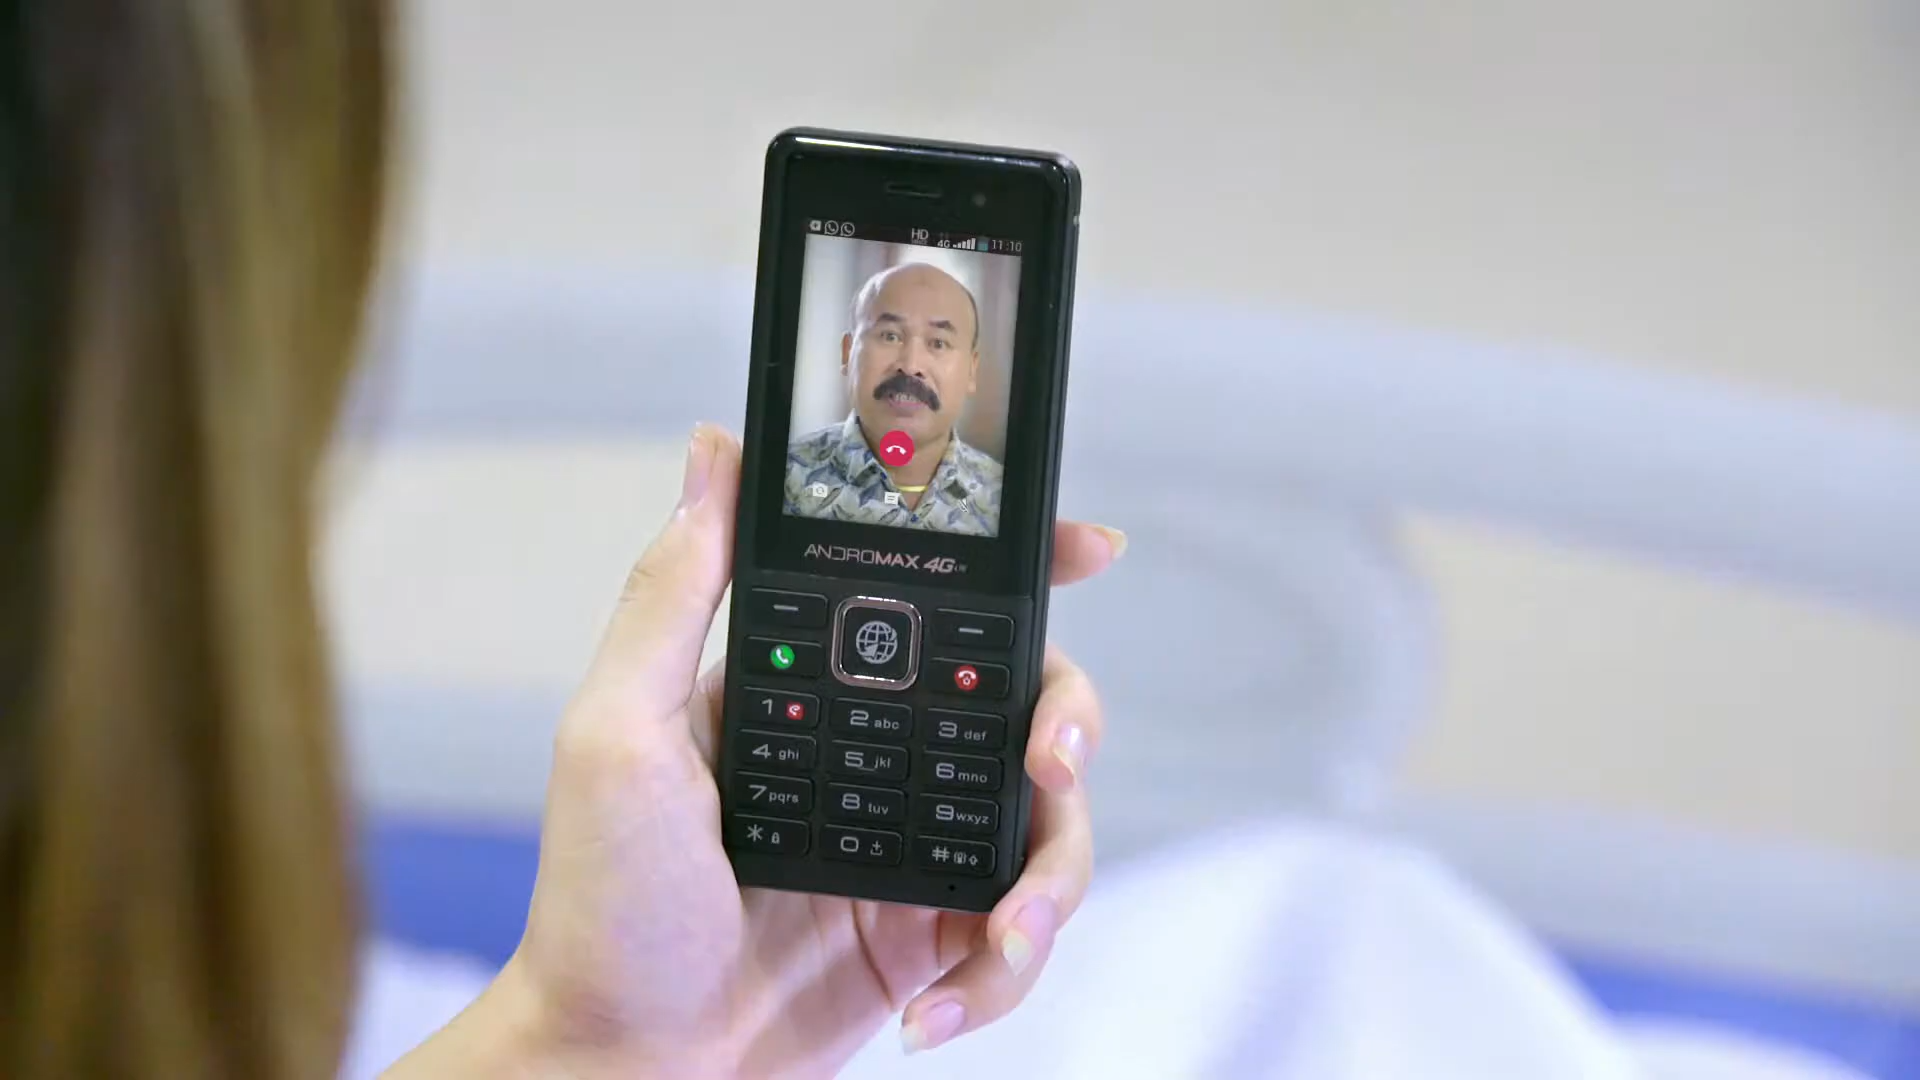 HD
4G 11:10
ANDROMAX 4G LTE
1
2 abc
3 def
4 ghi
5 jkl
6 mno
7 pqrs
8 tuv
9 wxyz
*
0
#